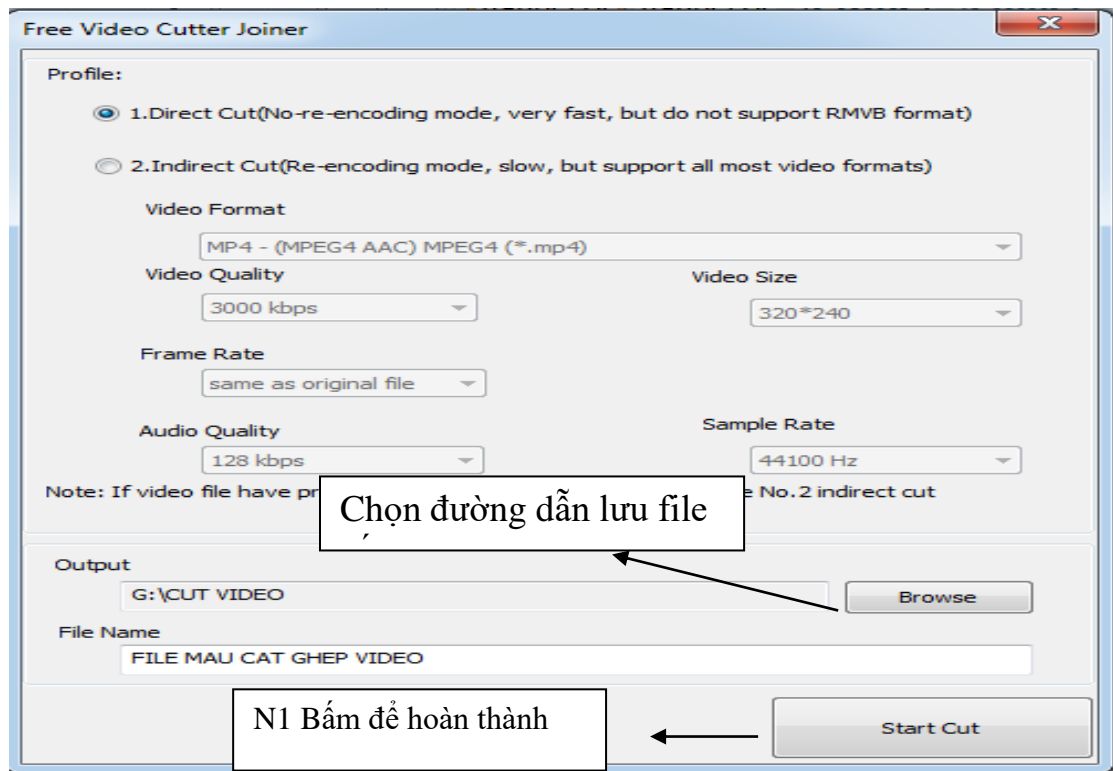 Free Video Cutter Joiner
Profile:
1.Direct Cut(No-re-encoding mode, very fast, but do not support RMVB format)
2.Indirect Cut(Re-encoding mode, slow, but support all most video formats)
Video Format
MP4 - (MPEG4 AAC) MPEG4 (*.mp4)
Video Quality
Video Size
3000 kbps
320*240
Frame Rate
same as original file
Audio Quality
Sample Rate
128 kbps
44100 Hz
Note: If video file have
No.2 indirect cut
Chọn đường dẫn lưu file
Output
G:\CUT VIDEO
Browse
File Name
FILE MAU CAT GHEP VIDEO
N1 Bấm để hoàn thành
Start Cut